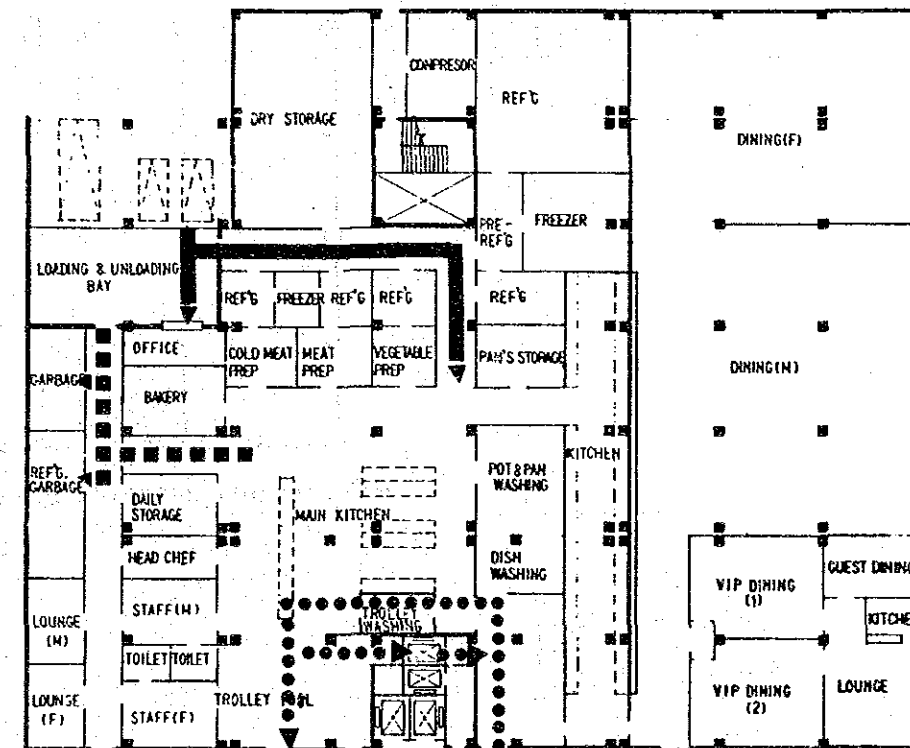 COMPRESOR
REF'G
DRY STORAGE
DINING(F)
PRE-
REF'G
FREEZER
LOADING & UNLOADING
BAY
REF'G
FREEZER
REF'G
REF'G
REF'G
OFFICE
COLD MEAT
PREP
MEAT
PREP
VEGETABLE
PREP
PAN'S STORAGE
DINING(M)
GARBAGE
BAKERY
KITCHEN
REF'G.
GARBAGE
POT & PAN
WASHING
DAILY
STORAGE
MAIN KITCHEN
HEAD CHEF
DISH
WASHING
VIP DINING
(1)
GUEST DINING
STAFF(M)
TROLLEY
WASHING
LOUNGE
(M)
KITCHE
TOILET
TOILET
LOUNGE
(F)
STAFF(F)
TROLLEY
VIP DINING
(2)
LOUNGE